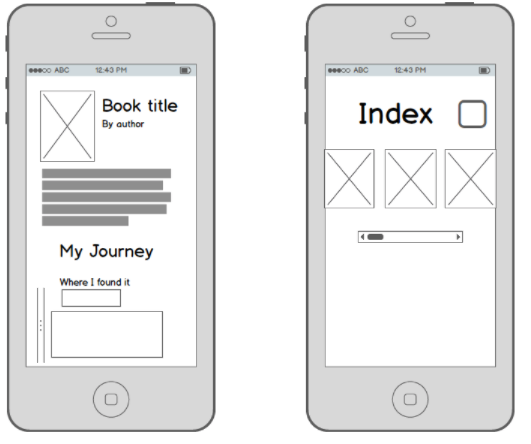 ABC 12:43 PM
Book title
By author
My Journey
Where I found it
ABC 12:43 PM
Index